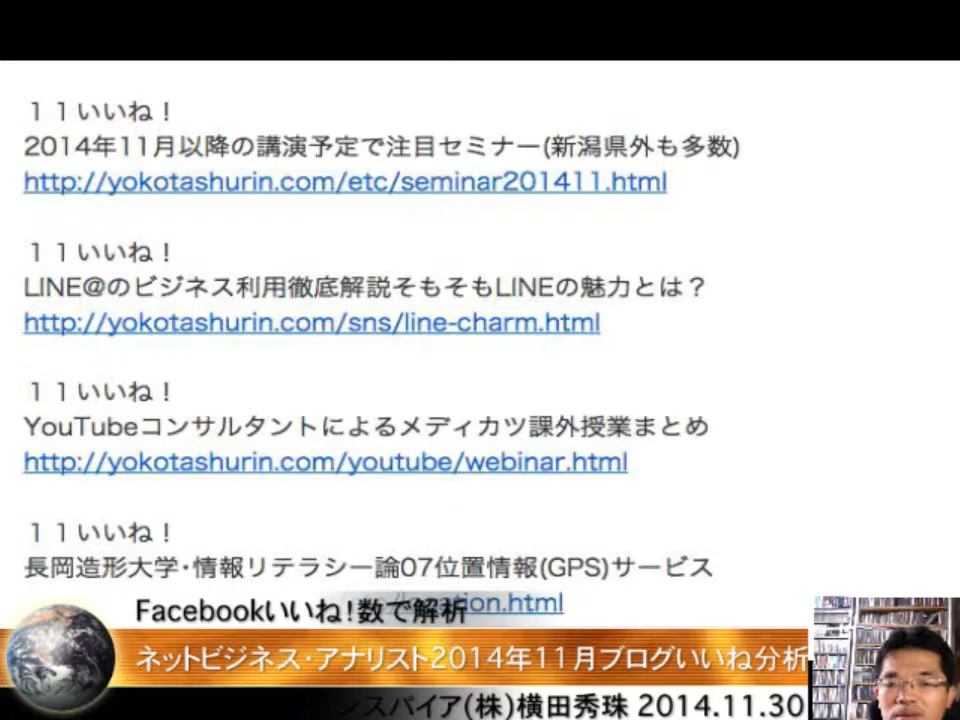 １１いいね！
2014年11月以降の講演予定で注目セミナー(新潟県外も多数)
http://yokotashurin.com/etc/seminar201411.html
１１いいね！
LINE@のビジネス利用徹底解説そもそもLINEの魅力とは？
http://yokotashurin.com/sns/line-charm.html
１１いいね！
YouTubeコンサルタントによるメディカツ課外授業まとめ
http://yokotashurin.com/youtube/webinar.html
１１いいね！
長岡造形大学・情報リテラシー論07位置情報(GPS)サービス
location.html
Facebookいいね！数で解析
ネットビジネス・アナリスト2014年11月ブログいいね分析
スパイア(株)横田秀珠 2014.11.30